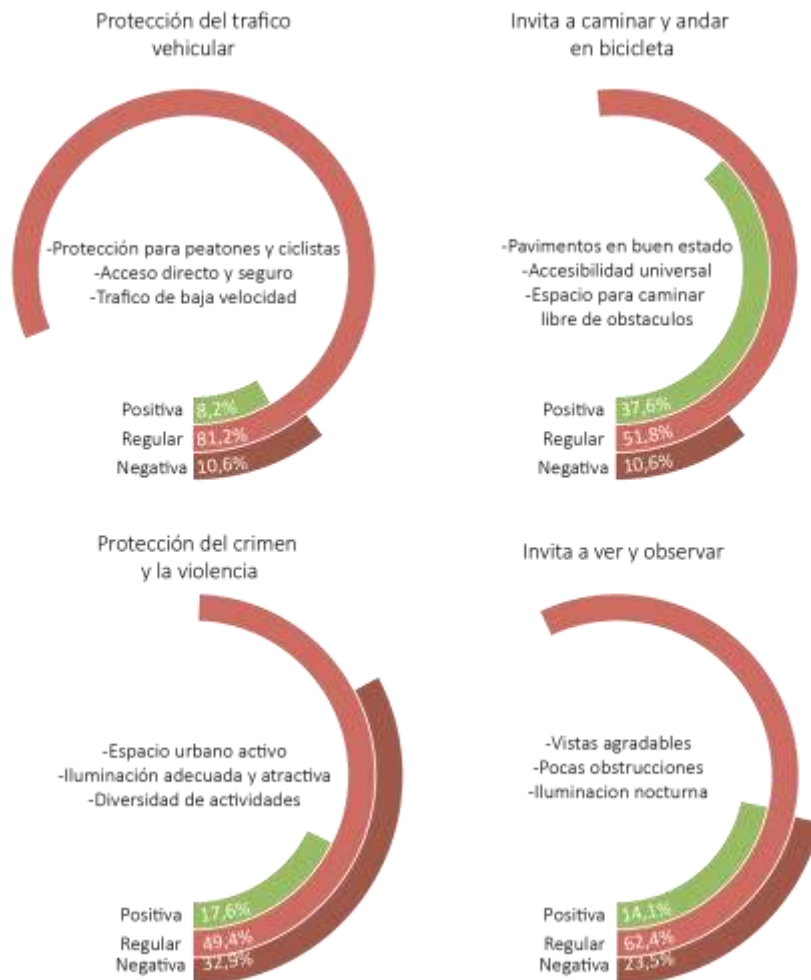 Protección del trafico
vehicular
-Protección para peatones y ciclistas
-Acceso directo y seguro
-Trafico de baja velocidad
Positiva 8,2%
Regular 81,2%
Negativa 10,6%
Invita a caminar y andar
en bicicleta
-Pavimentos en buen estado
-Accesibilidad universal
-Espacio para caminar
libre de obstaculos
Positiva 37,6%
Regular 51,8%
Negativa 10,6%
Protección del crimen
y la violencia
-Espacio urbano activo
-Iluminación adecuada y atractiva
-Diversidad de actividades
Positiva 17,6%
Regular 49,4%
Negativa 32,9%
Invita a ver y observar
-Vistas agradables
-Pocas obstrucciones
-Iluminacion nocturna
Positiva 14,1%
Regular 62,4%
Negativa 23,5%